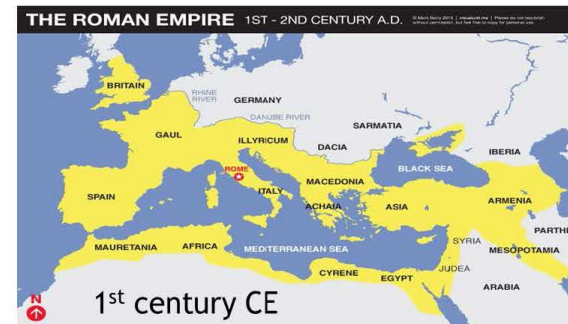 THE ROMAN EMPIRE 1ST - 2ND CENTURY A.D.
BRITAIN
RHINE
RIVER
GERMANY
DANUBE RIVER
GAUL
SARMATIA
ILLYRICUM
DACIA
IBERIA
BLACK SEA
ROME
MACEDONIA
ITALY
SPAIN
ACHAIA
ASIA
ARMENIA
MAURETANIA
AFRICA
MEDITERRANEAN SEA
SYRIA
PARTHI
MESOPOTAMIA
JUDEA
CYRENE
EGYPT
ARABIA
N
1st century CE